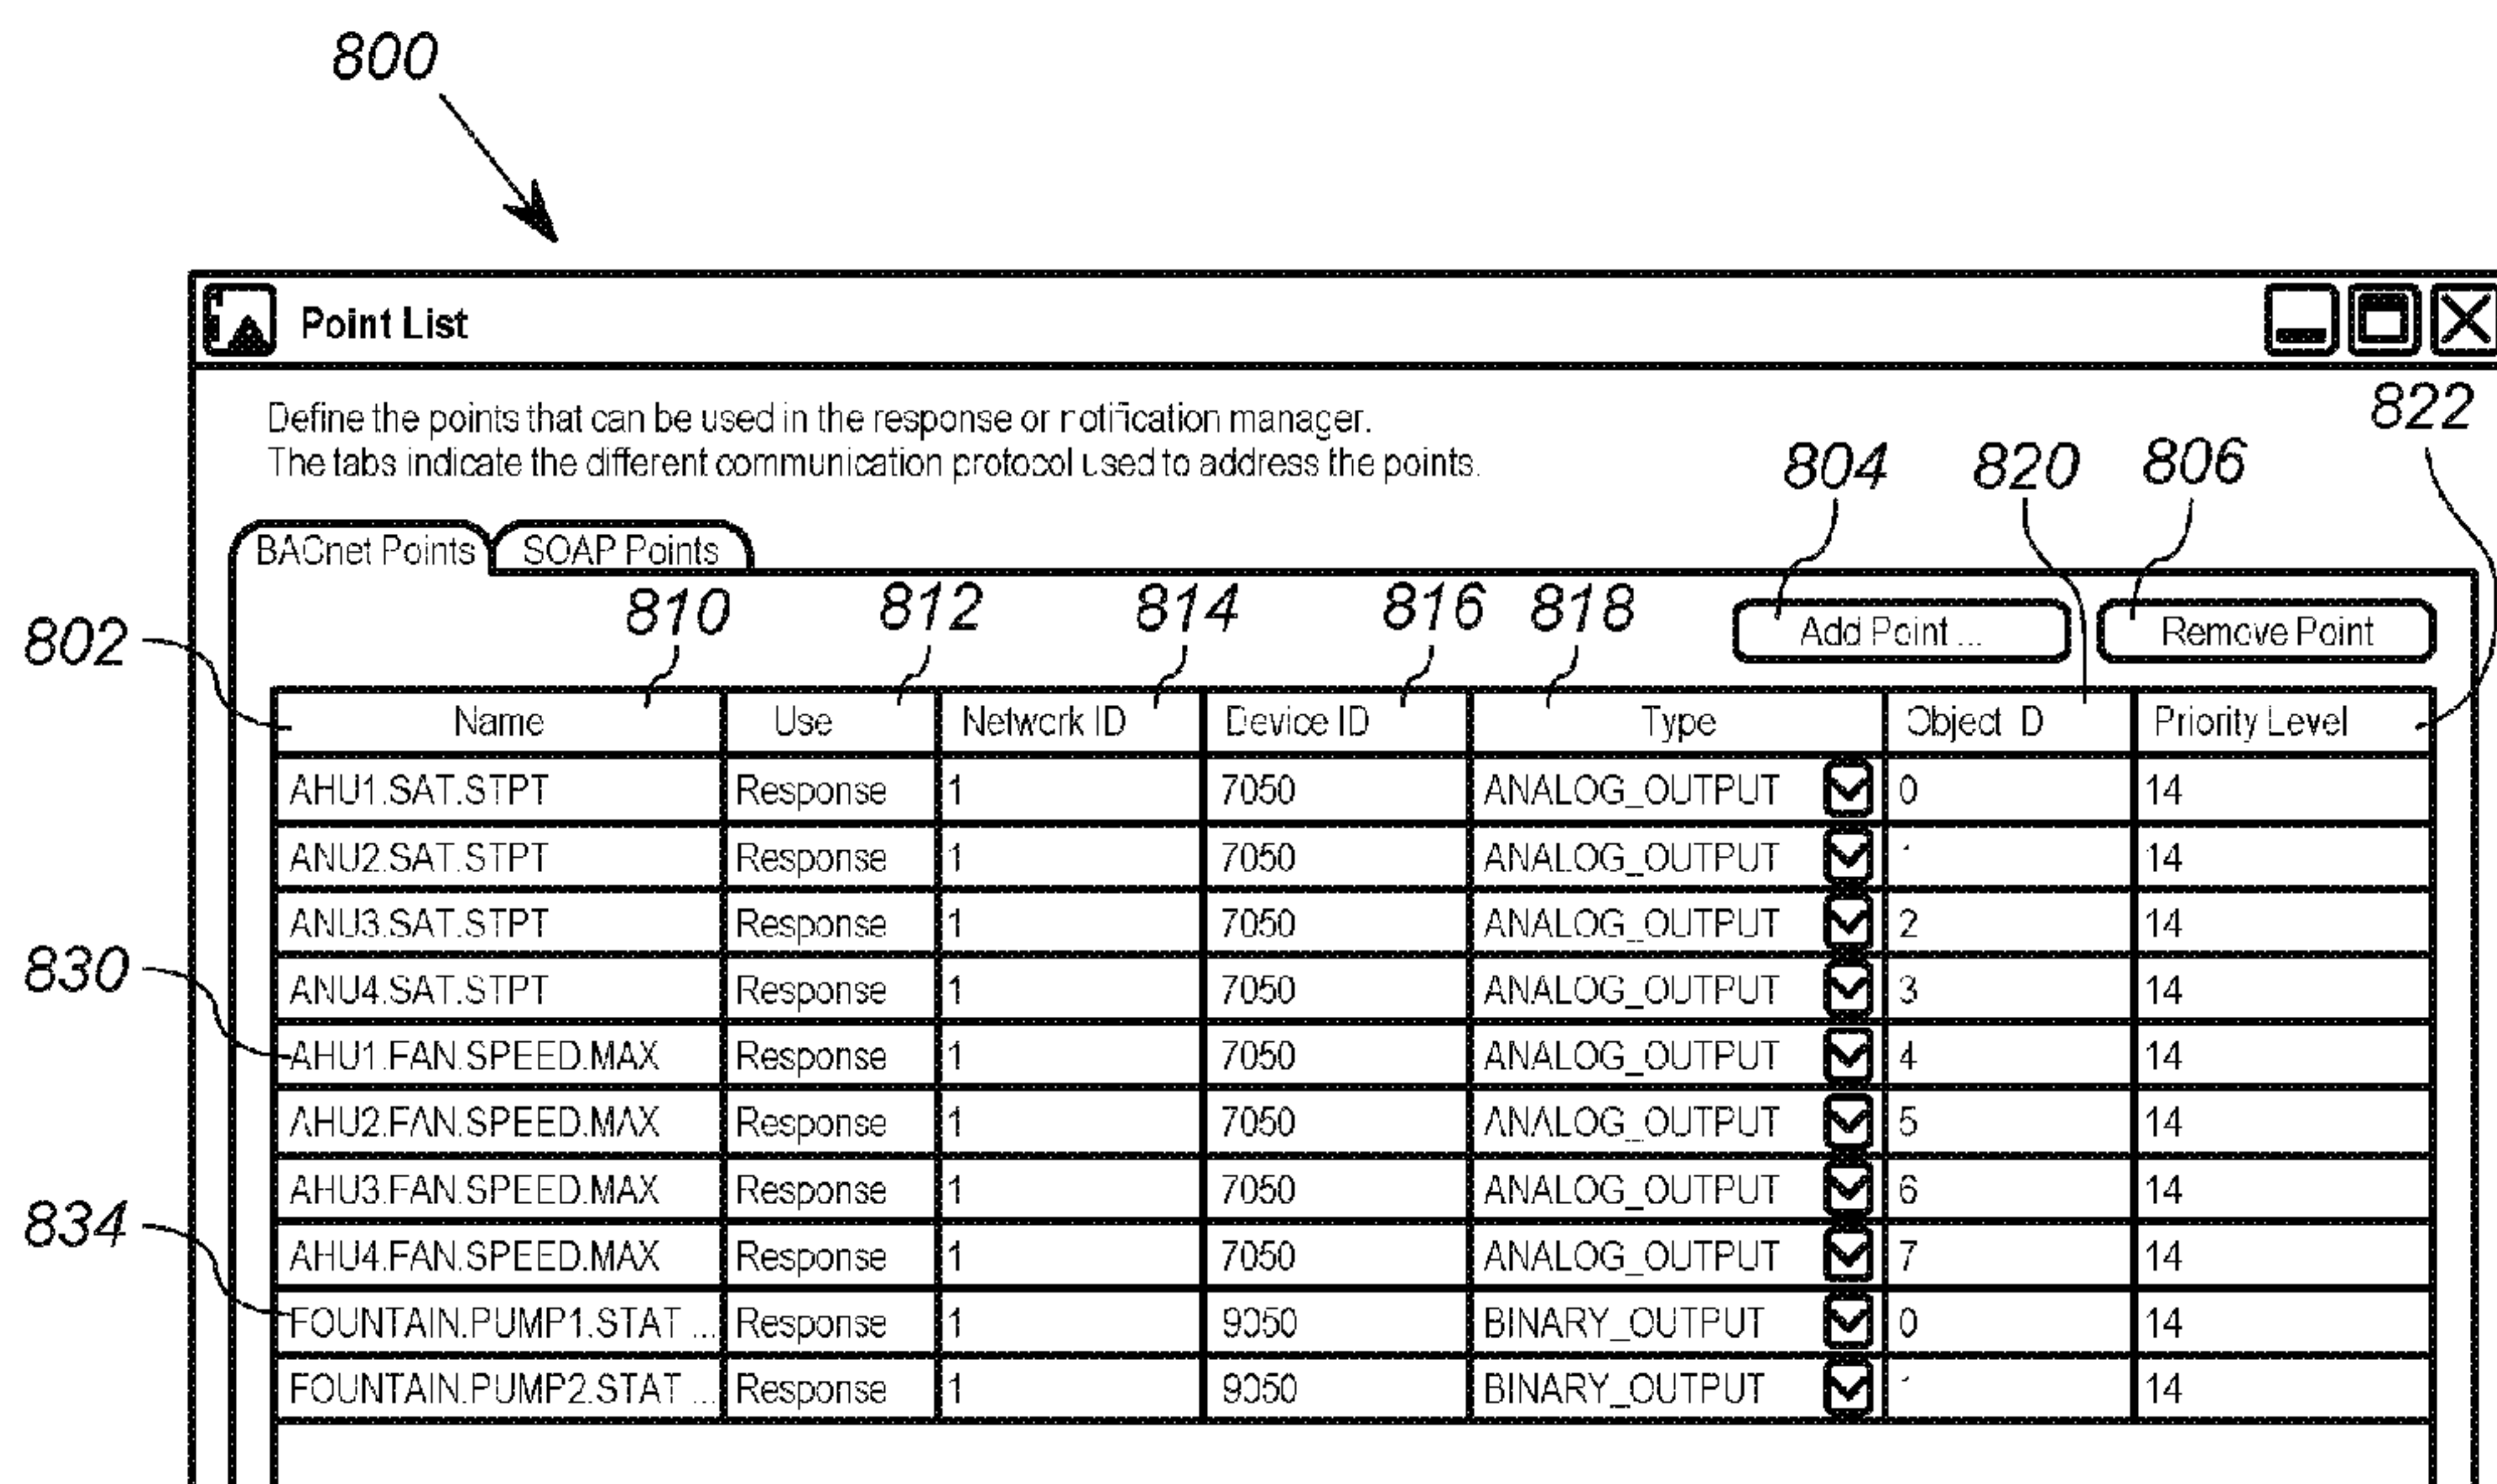 800
Point List
Define the points that can be used in the response or notification manager.
The tabs indicate the different communication protocol used to address the points.
822
804 820 806
BACnet Points SOAP Points
810 812 814 816 818
802
Add Point ... Remove Point
Name Use Network ID Device ID Type Object ID Priority Level
AHU1.SAT.STPT Response 1 7050 ANALOG_OUTPUT 0 14
ANU2.SAT.STPT Response 1 7050 ANALOG_OUTPUT 14
ANU3.SAT.STPT Response 1 7050 ANALOG_OUTPUT 2 14
830
ANU4.SAT.STPT Response 1 7050 ANALOG_OUTPUT 3 14
AHU1.FAN.SPEED.MAX Response 1 7050 ANALOG_OUTPUT 4 14
AHU2.FAN.SPEED.MAX Response 1 7050 ANALOG_OUTPUT 5 14
AHU3.FAN.SPEED.MAX Response 1 7050 ANALOG_OUTPUT 6 14
834
AHU4.FAN.SPEED.MAX Response 1 7050 ANALOG_OUTPUT 7 14
FOUNTAIN.PUMP1.STAT ... Response 1 9050 BINARY_OUTPUT 0 14
FOUNTAIN.PUMP2.STAT ... Response 1 9050 BINARY_OUTPUT 14